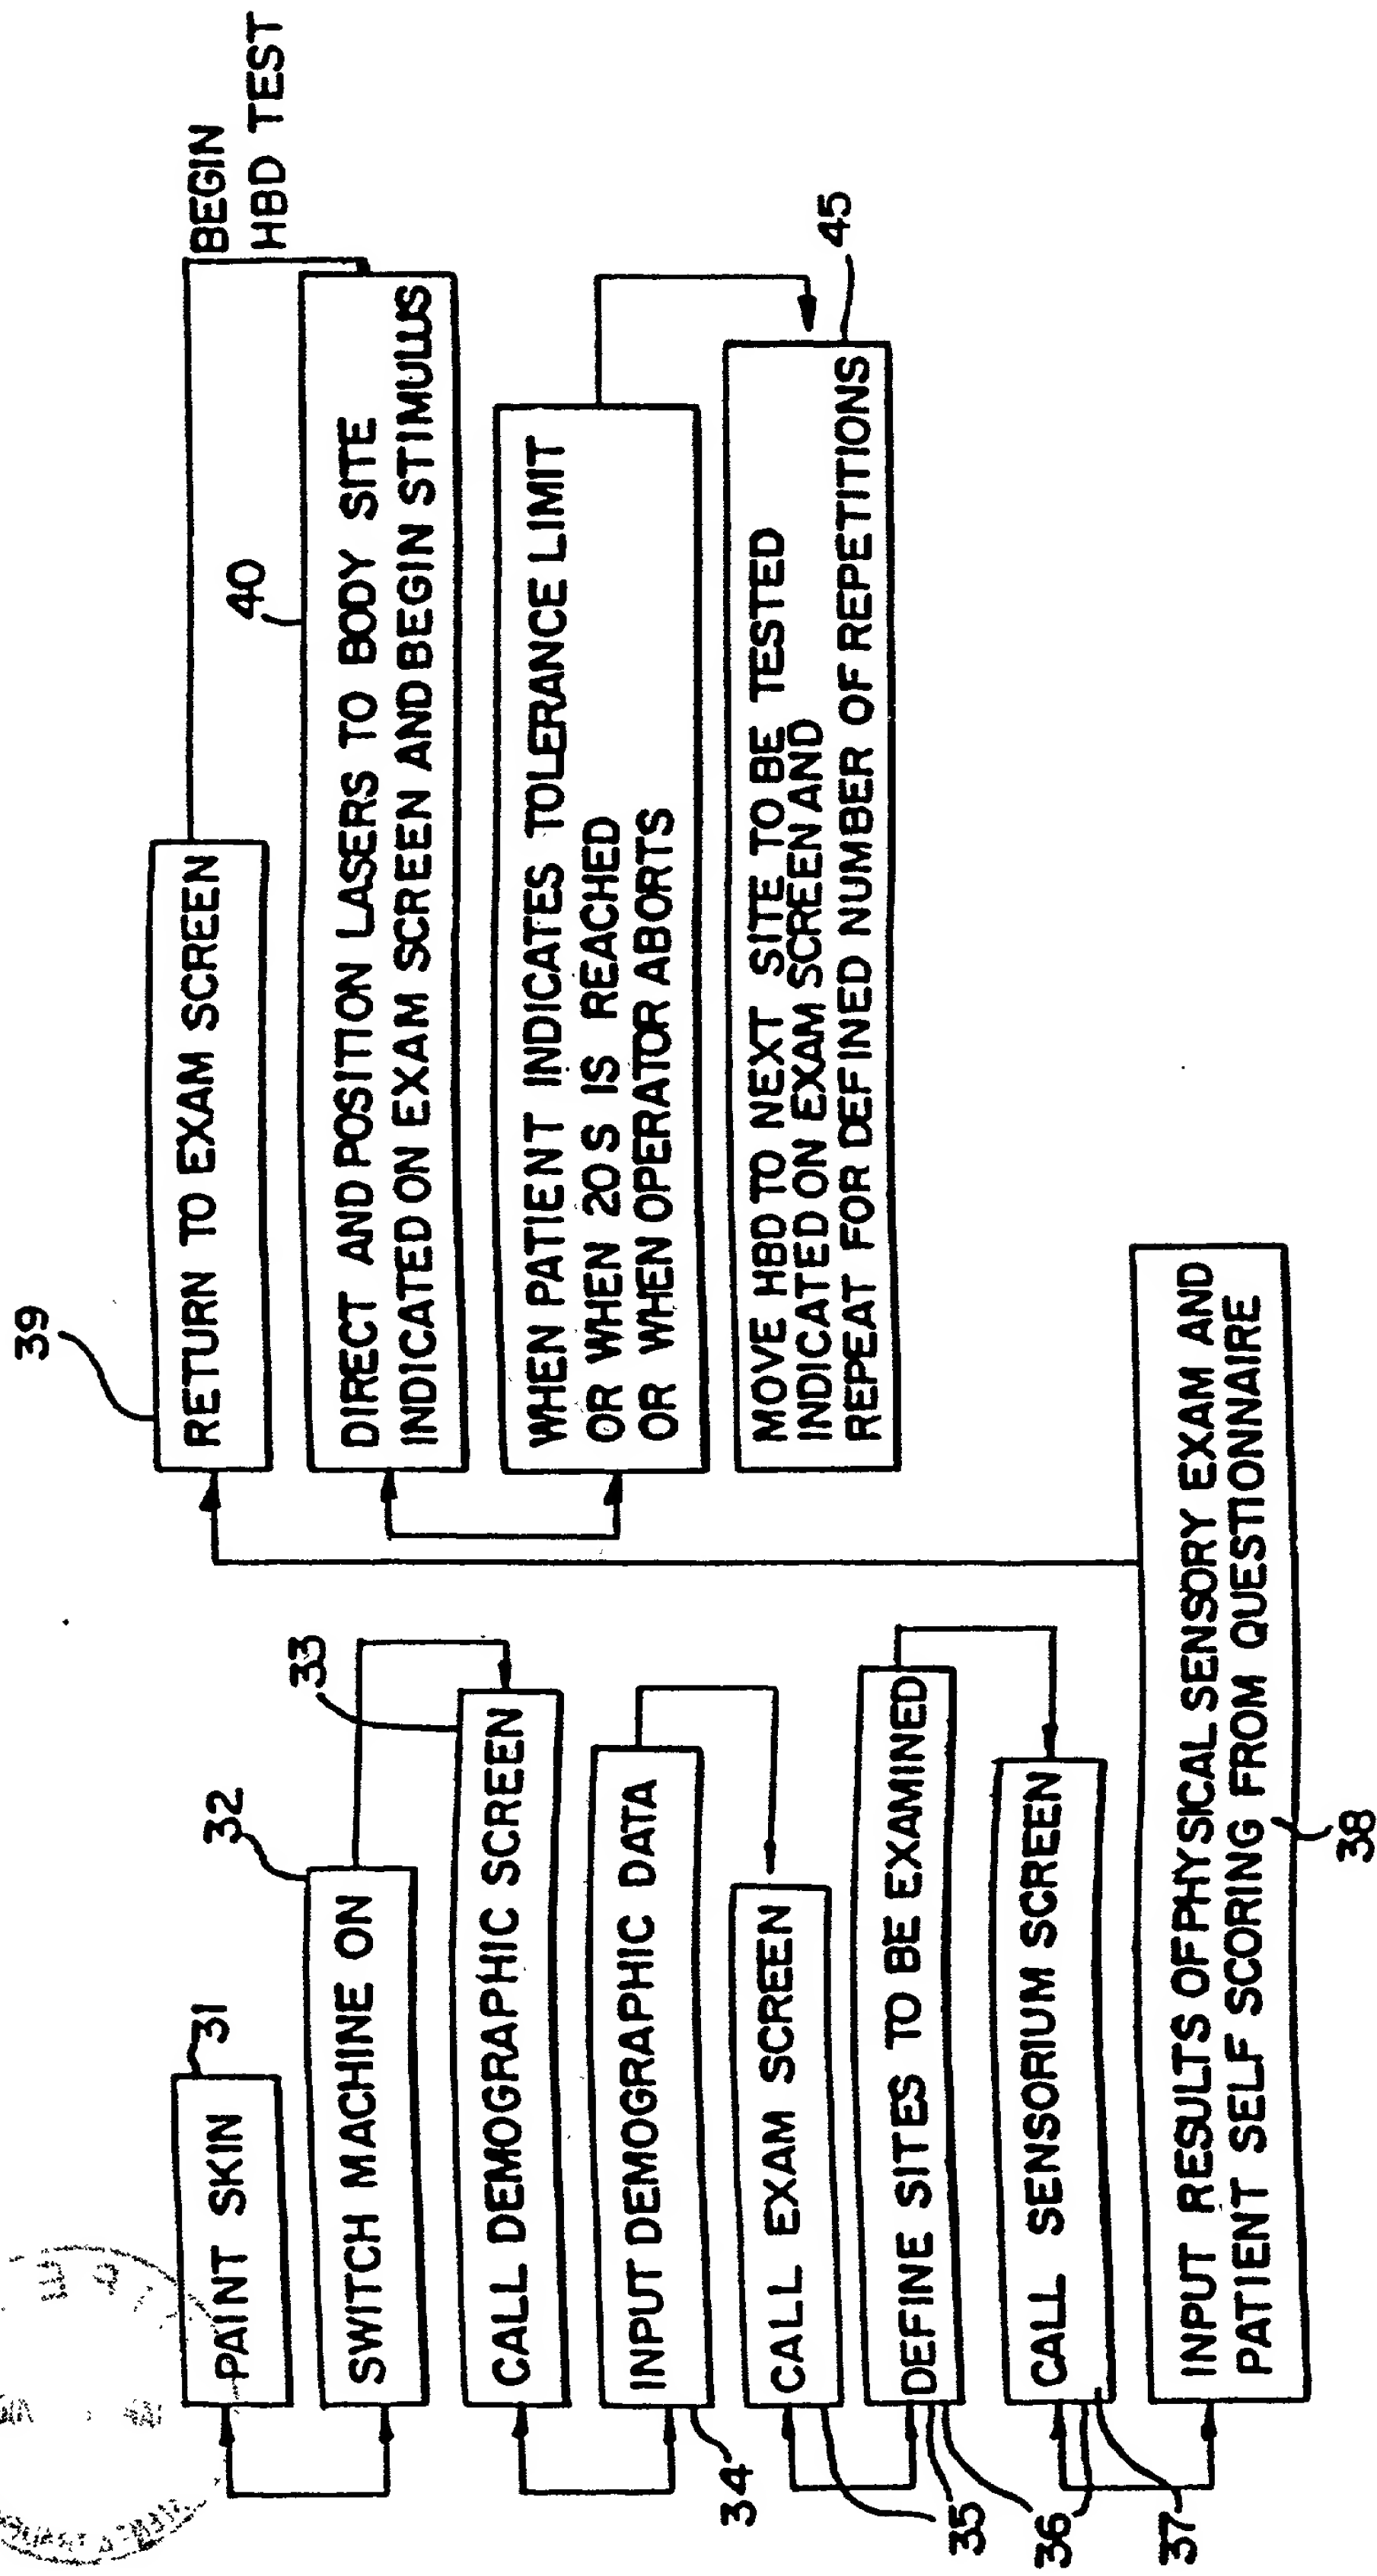 PAINT SKIN
31
SWITCH MACHINE ON
32
CALL DEMOGRAPHIC SCREEN
33
INPUT DEMOGRAPHIC DATA
34
CALL EXAM SCREEN
35
DEFINE SITES TO BE EXAMINED
36
CALL SENSORIUM SCREEN
37
INPUT RESULTS OF PHYSICAL SENSORY EXAM AND
PATIENT SELF SCORING FROM QUESTIONNAIRE
38
39
RETURN TO EXAM SCREEN
BEGIN
HBD TEST
40
DIRECT AND POSITION LASERS TO BODY SITE
INDICATED ON EXAM SCREEN AND BEGIN STIMULUS
WHEN PATIENT INDICATES TOLERANCE LIMIT
OR WHEN 20 S IS REACHED
OR WHEN OPERATOR ABORTS
MOVE HBD TO NEXT SITE TO BE TESTED
INDICATED ON EXAM SCREEN AND
REPEAT FOR DEFINED NUMBER OF REPETITIONS
45